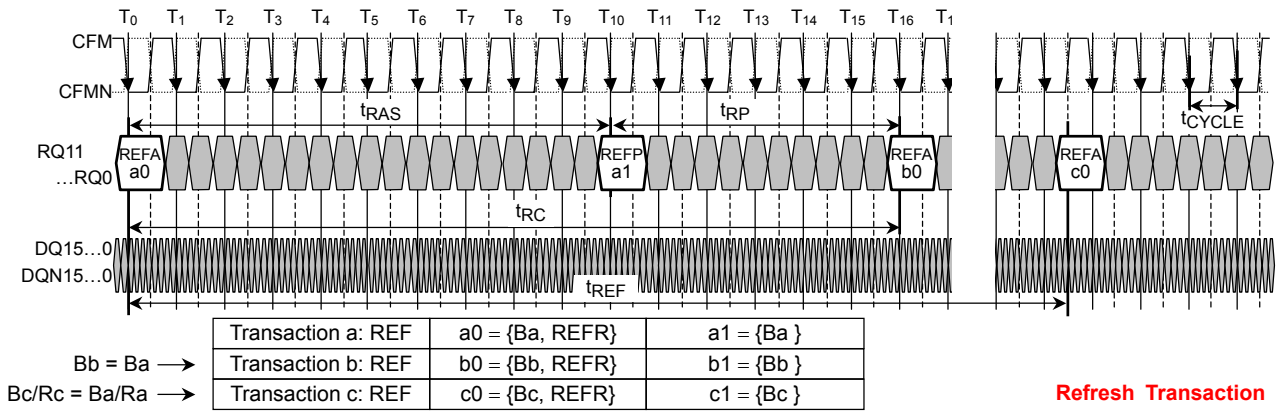 T0 T1 T2 T3 T4 T5 T6 T7 T8 T9 T10 T11 T12 T13 T14 T15 T16 T1
CFM
CFMN
tRAS tRP tCYCLE
RQ11 …RQ0
REFA a0
REFP a1
REFA b0
REFA c0
tRC
DQ15…0
DQN15…0
tREF
Transaction a: REF a0 = {Ba, REFR} a1 = {Ba }
Bb = Ba → Transaction b: REF b0 = {Bb, REFR} b1 = {Bb }
Bc/Rc = Ba/Ra → Transaction c: REF c0 = {Bc, REFR} c1 = {Bc }
Refresh Transaction